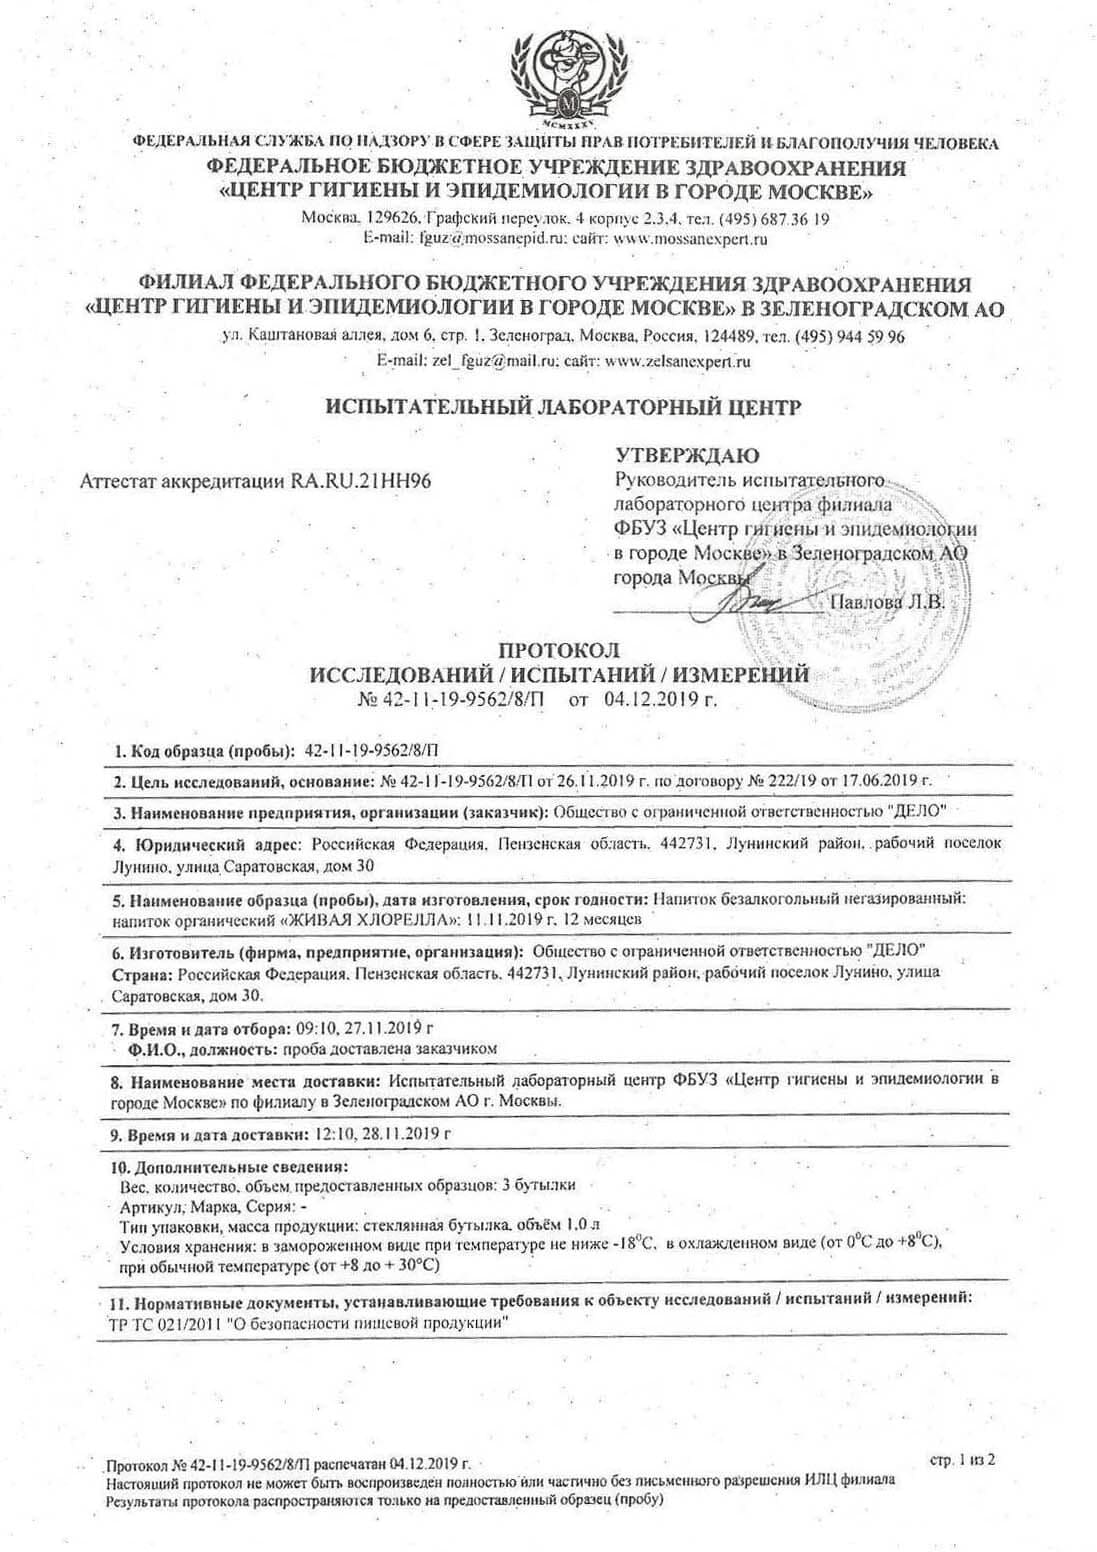 МСМХХХV
ФЕДЕРАЛЬНАЯ СЛУЖБА ПО НАДЗОРУ В СФЕРЕ ЗАЩИТЫ ПРАВ ПОТРЕБИТЕЛЕЙ И БЛАГОПОЛУЧИЯ ЧЕЛОВЕКА
ФЕДЕРАЛЬНОЕ БЮДЖЕТНОЕ УЧРЕЖДЕНИЕ ЗДРАВООХРАНЕНИЯ
«ЦЕНТР ГИГИЕНЫ И ЭПИДЕМИОЛОГИИ В ГОРОДЕ МОСКВЕ»
Москва, 129626, Графский переулок, 4 корпус 2,3,4, тел. (495) 687 36 19
E-mail: fguz@mossanepid.ru; сайт: www.mossanexpert.ru
ФИЛИАЛ ФЕДЕРАЛЬНОГО БЮДЖЕТНОГО УЧРЕЖДЕНИЯ ЗДРАВООХРАНЕНИЯ
«ЦЕНТР ГИГИЕНЫ И ЭПИДЕМИОЛОГИИ В ГОРОДЕ МОСКВЕ» В ЗЕЛЕНОГРАДСКОМ АО
ул. Каштановая аллея, дом 6, стр. 1, Зеленоград, Москва, Россия, 124489, тел. (495) 944 59 96
E-mail: zel_fguz@mail.ru; сайт: www.zelsanexpert.ru
ИСПЫТАТЕЛЬНЫЙ ЛАБОРАТОРНЫЙ ЦЕНТР
Аттестат аккредитации RA.RU.21НН96
УТВЕРЖДАЮ
Руководитель испытательного
лабораторного центра филиала
ФБУЗ «Центр гигиены и эпидемиологии
в городе Москве» в Зеленоградском АО
города Москвы
Павлова Л.В.
ПРОТОКОЛ
ИССЛЕДОВАНИЙ / ИСПЫТАНИЙ / ИЗМЕРЕНИЙ
№ 42-11-19-9562/8/П от 04.12.2019 г.
1. Код образца (пробы): 42-11-19-9562/8/П
2. Цель исследований, основание: № 42-11-19-9562/8/П от 26.11.2019 г. по договору № 222/19 от 17.06.2019 г.
3. Наименование предприятия, организации (заказчик): Общество с ограниченной ответственностью "ДЕЛО"
4. Юридический адрес: Российская Федерация, Пензенская область, 442731, Лунинский район, рабочий поселок
Лунино, улица Саратовская, дом 30
5. Наименование образца (пробы), дата изготовления, срок годности: Напиток безалкогольный негазированный:
напиток органический «ЖИВАЯ ХЛОРЕЛЛА»; 11.11.2019 г, 12 месяцев
6. Изготовитель (фирма, предприятие, организация): Общество с ограниченной ответственностью "ДЕЛО"
Страна: Российская Федерация, Пензенская область, 442731, Лунинский район, рабочий поселок Лунино, улица
Саратовская, дом 30.
7. Время и дата отбора: 09:10, 27.11.2019 г
Ф.И.О., должность: проба доставлена заказчиком
8. Наименование места доставки: Испытательный лабораторный центр ФБУЗ «Центр гигиены и эпидемиологии в
городе Москве» по филиалу в Зеленоградском АО г. Москвы.
9. Время и дата доставки: 12:10, 28.11.2019 г
10. Дополнительные сведения:
Вес, количество, объем предоставленных образцов: 3 бутылки
Артикул, Марка, Серия: -
Тип упаковки, масса продукции: стеклянная бутылка, объём 1,0 л
Условия хранения: в замороженном виде при температуре не ниже -18⁰С, в охлажденном виде (от 0⁰С до +8⁰С),
при обычной температуре (от +8 до + 30°С)
11. Нормативные документы, устанавливающие требования к объекту исследований / испытаний / измерений:
ТР ТС 021/2011 "О безопасности пищевой продукции"
Протокол № 42-11-19-9562/8/П распечатан 04.12.2019 г.
стр. 1 из 2
Настоящий протокол не может быть воспроизведен полностью или частично без письменного разрешения ИЛЦ филиала
Результаты протокола распространяются только на предоставленный образец (пробу)